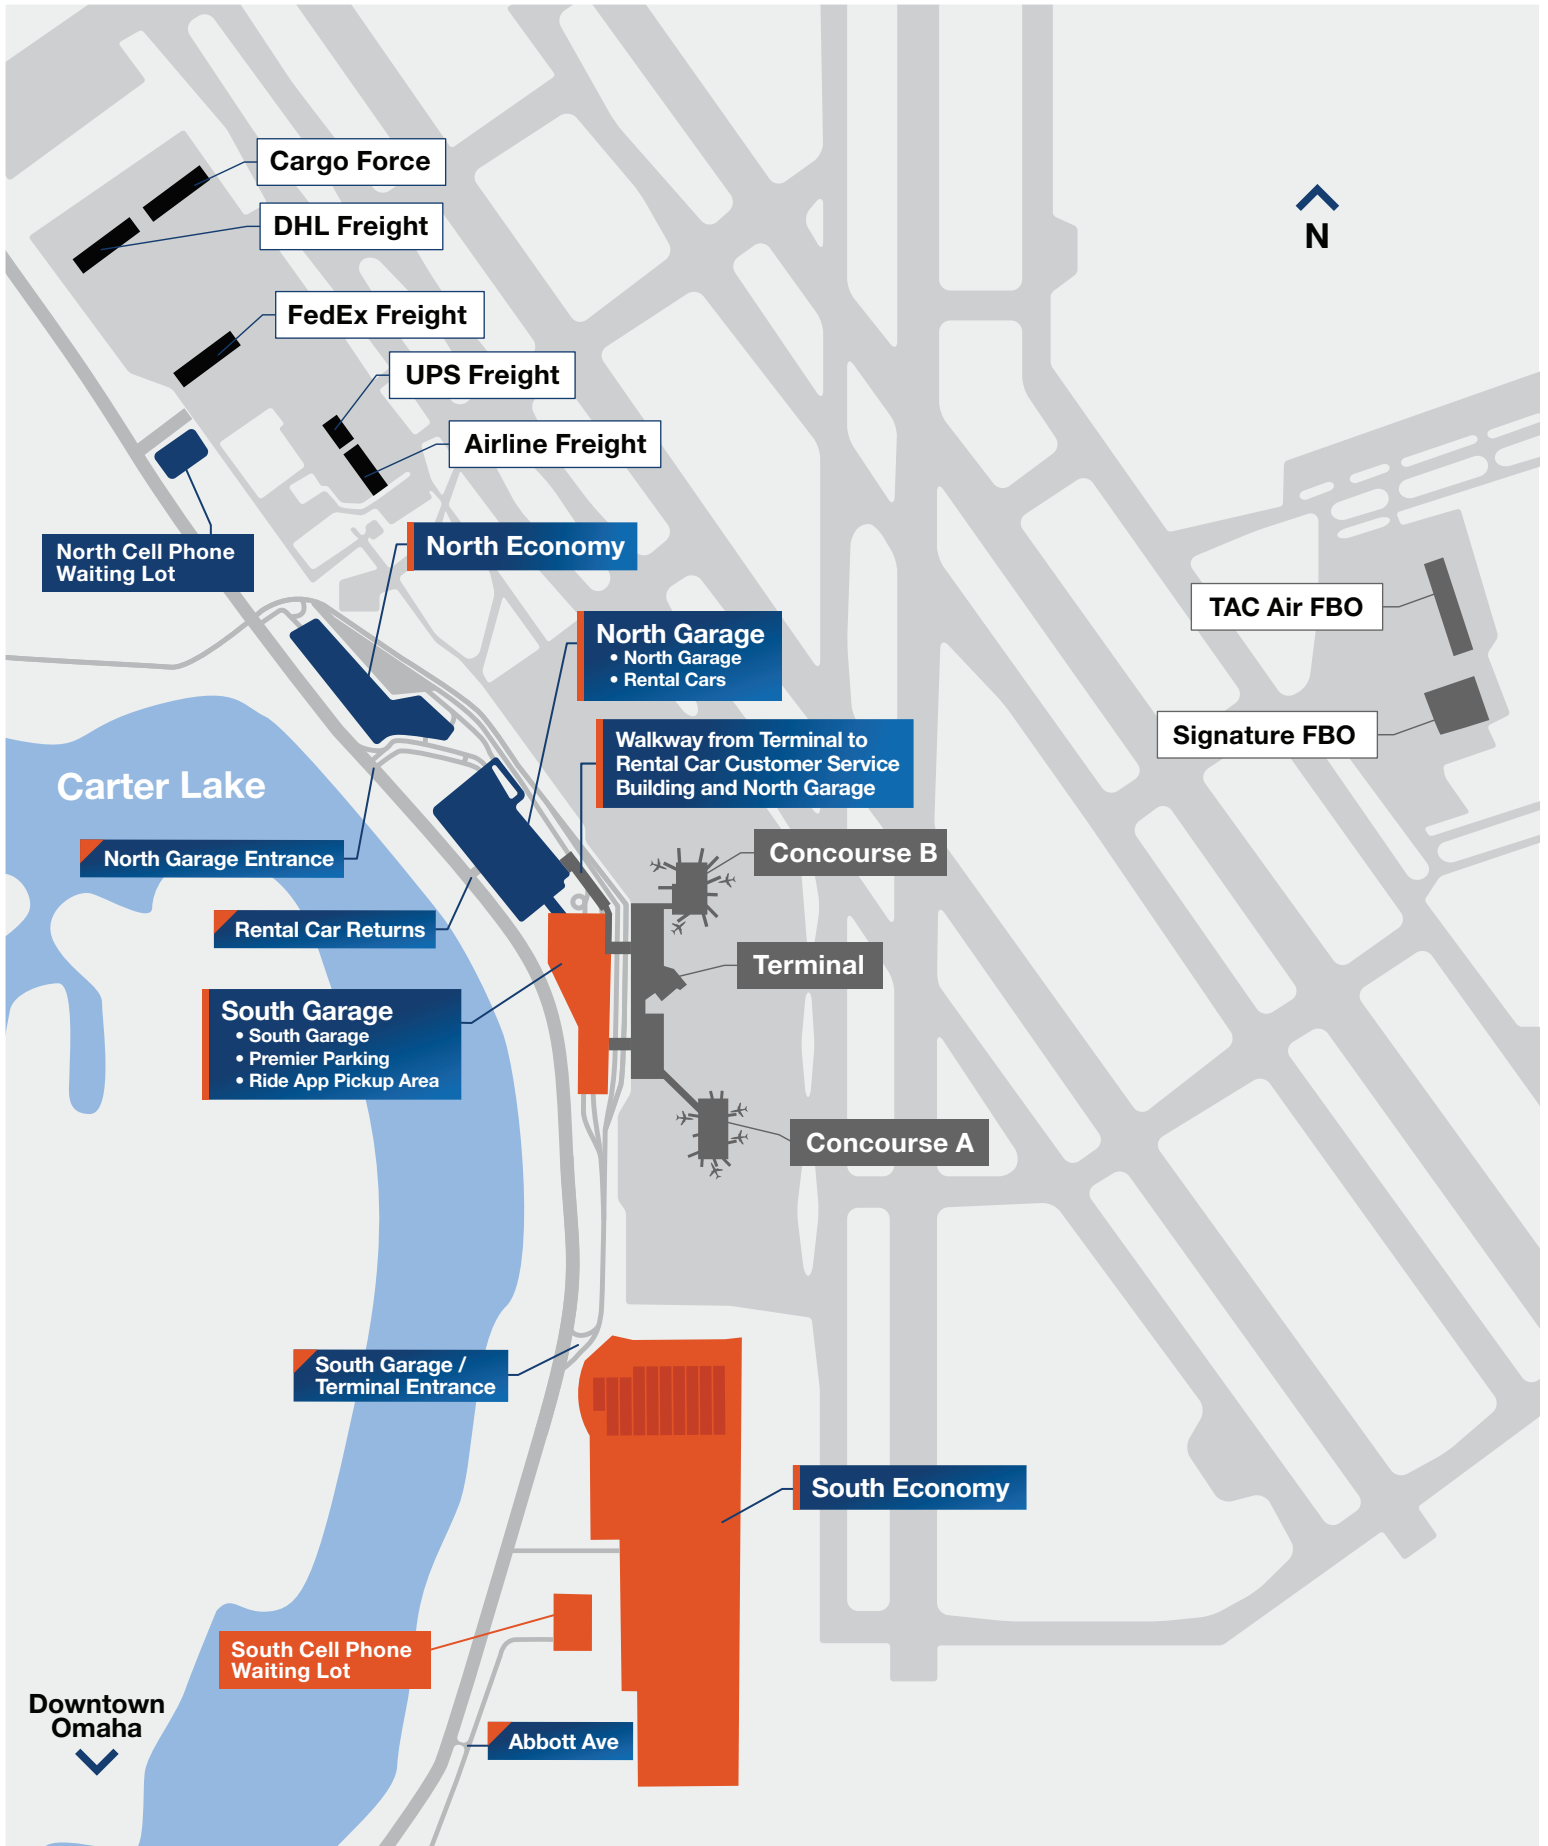 Cargo Force
DHL Freight
N
FedEx Freight
UPS Freight
Airline Freight
North Cell Phone
Waiting Lot
North Economy
TAC Air FBO
North Garage
• North Garage
• Rental Cars
Signature FBO
Walkway from Terminal to
Rental Car Customer Service
Building and North Garage
Carter Lake
North Garage Entrance
Concourse B
Rental Car Returns
Terminal
South Garage
• South Garage
• Premier Parking
• Ride App Pickup Area
Concourse A
South Garage /
Terminal Entrance
South Economy
South Cell Phone
Waiting Lot
Downtown
Omaha
Abbott Ave